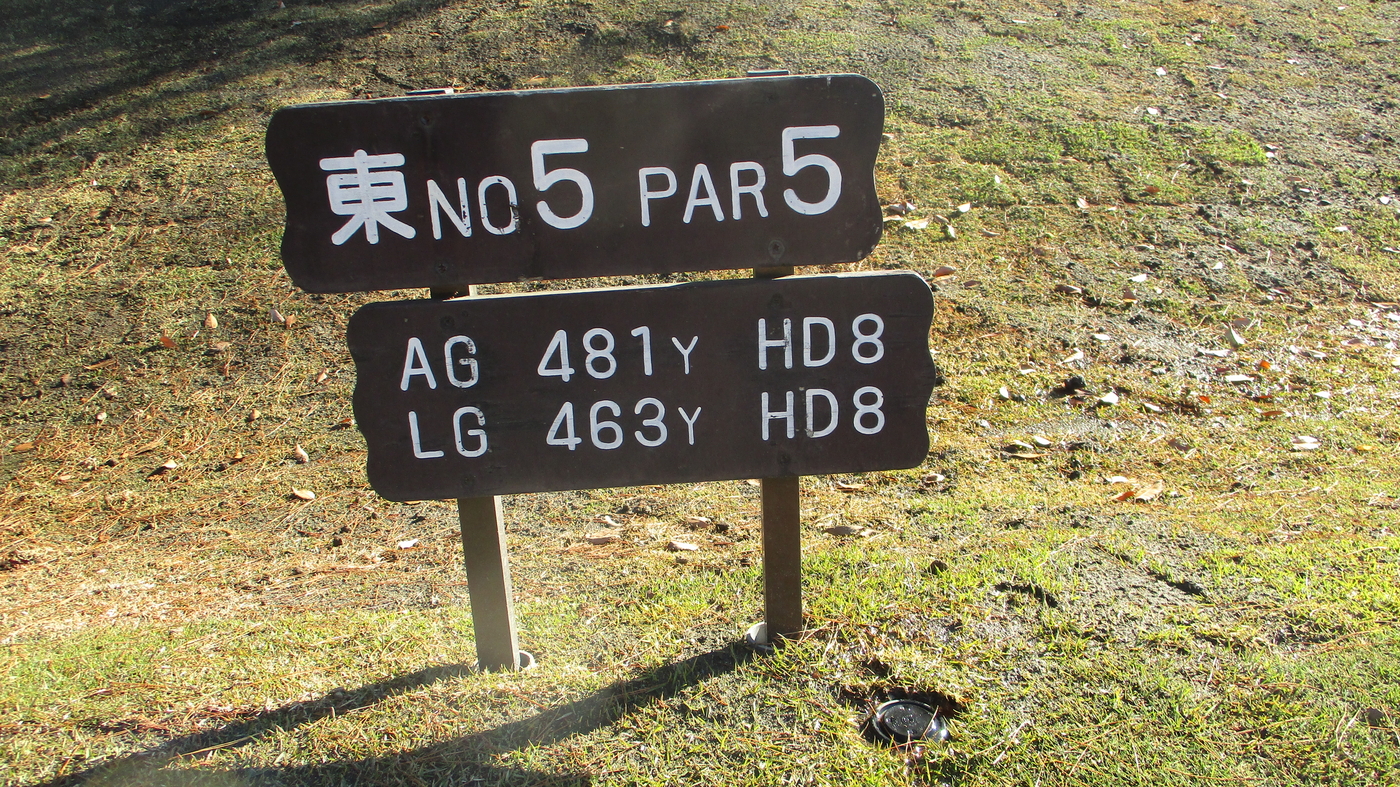 東 NO 5 PAR 5
AG 481Y HD8
LG 463Y HD8